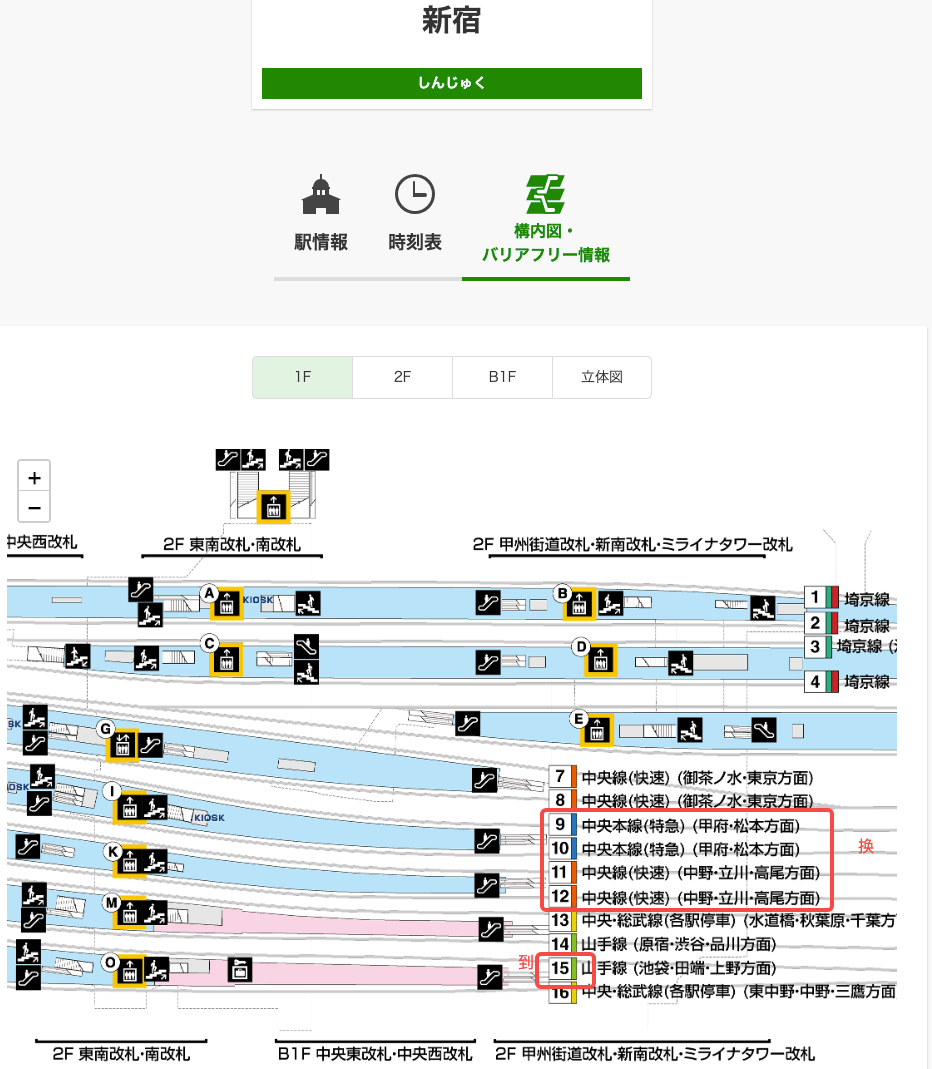 新宿
しんじゅく
駅情報
時刻表
構内図・
バリアフリー情報
1F
2F
B1F
立体図
+
−
中央西改札
2F 東南改札・南改札
2F 甲州街道改札・新南改札・ミライナタワー改札
A
KIOSK
B
1 埼京線
2 埼京線
C
D
3 埼京線
4 埼京線
G
E
I
KIOSK
7 中央線(快速) (御茶ノ水・東京方面)
8 中央線(快速) (御茶ノ水・東京方面)
9 中央本線(特急) (甲府・松本方面)
10 中央本線(特急) (甲府・松本方面)
換
K
11 中央線(快速) (中野・立川・高尾方面)
12 中央線(快速) (中野・立川・高尾方面)
M
13 中央・総武線(各駅停車) (水道橋・秋葉原・千葉方
14 山手線 (原宿・渋谷・品川方面)
O
到
15 山手線 (池袋・田端・上野方面)
16 中央・総武線(各駅停車) (東中野・中野・三鷹方面
2F 東南改札・南改札
B1F 中央東改札・中央西改札
2F 甲州街道改札・新南改札・ミライナタワー改札